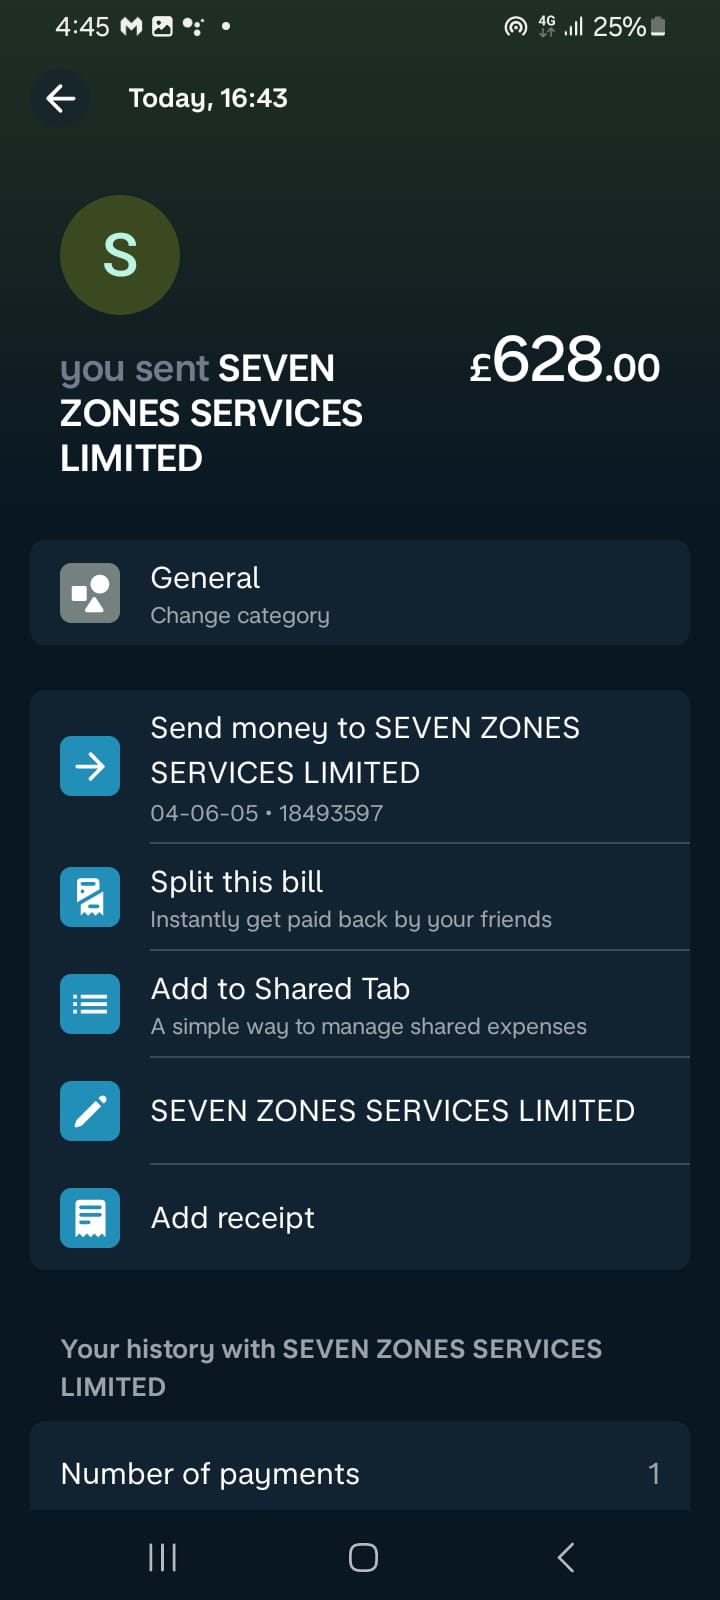 4:45 4G 25%
Today, 16:43
S
you sent SEVEN £628.00
ZONES SERVICES
LIMITED
General
Change category
Send money to SEVEN ZONES
SERVICES LIMITED
04-06-05 • 18493597
Split this bill
Instantly get paid back by your friends
Add to Shared Tab
A simple way to manage shared expenses
SEVEN ZONES SERVICES LIMITED
Add receipt
Your history with SEVEN ZONES SERVICES
LIMITED
Number of payments 1